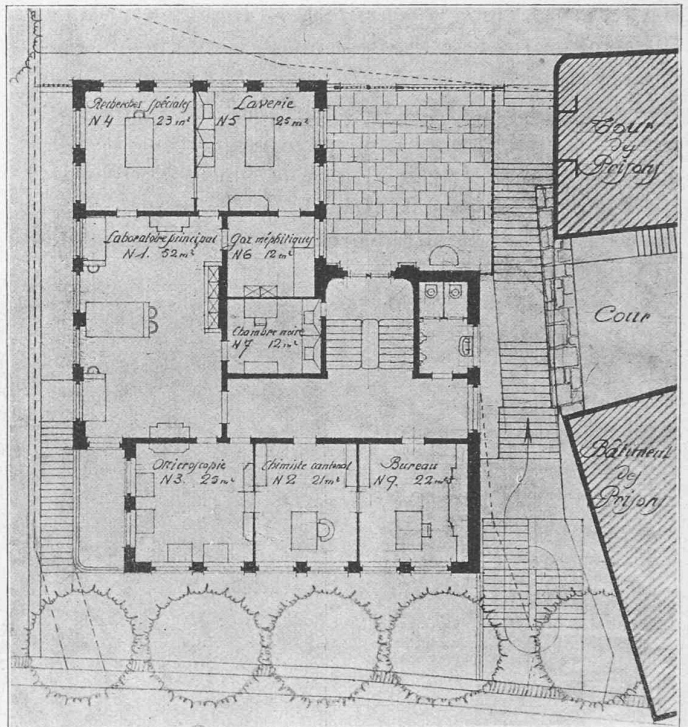 Recherches spéciales
N 4 23 m²
Laverie
N 5 25 m²
Tour
des
Prisons
Laboratoire principal
N 1. 52 m²
Gaz méphitiques
N 6 12 m²
Cour
Chambre noire
N 7 12 m²
Microscopie
N 3. 25 m²
Chimiste cantonal
N 2 21 m²
Bureau
N 9. 22 m²
Bâtiment
des
Prisons